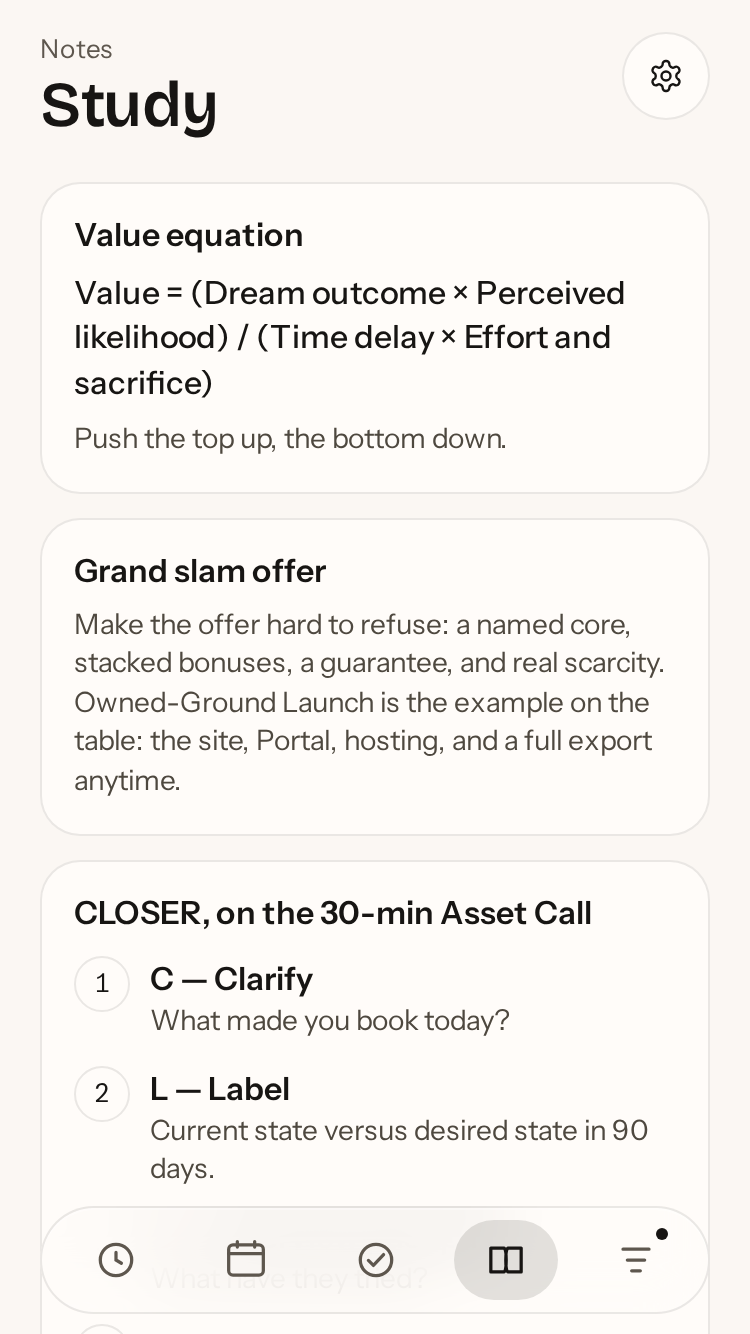 Notes
Study
Value equation
Value = (Dream outcome × Perceived
likelihood) / (Time delay × Effort and
sacrifice)
Push the top up, the bottom down.
Grand slam offer
Make the offer hard to refuse: a named core,
stacked bonuses, a guarantee, and real scarcity.
Owned-Ground Launch is the example on the
table: the site, Portal, hosting, and a full export
anytime.
CLOSER, on the 30-min Asset Call
1 C — Clarify
What made you book today?
2 L — Label
Current state versus desired state in 90
days.
What have they tried?